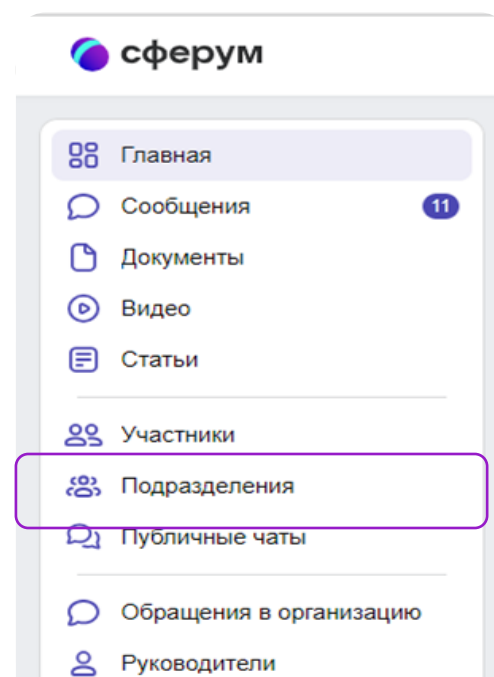 сферум
Главная
Сообщения 11
Документы
Видео
Статьи
Участники
Подразделения
Публичные чаты
Обращения в организацию
Руководители